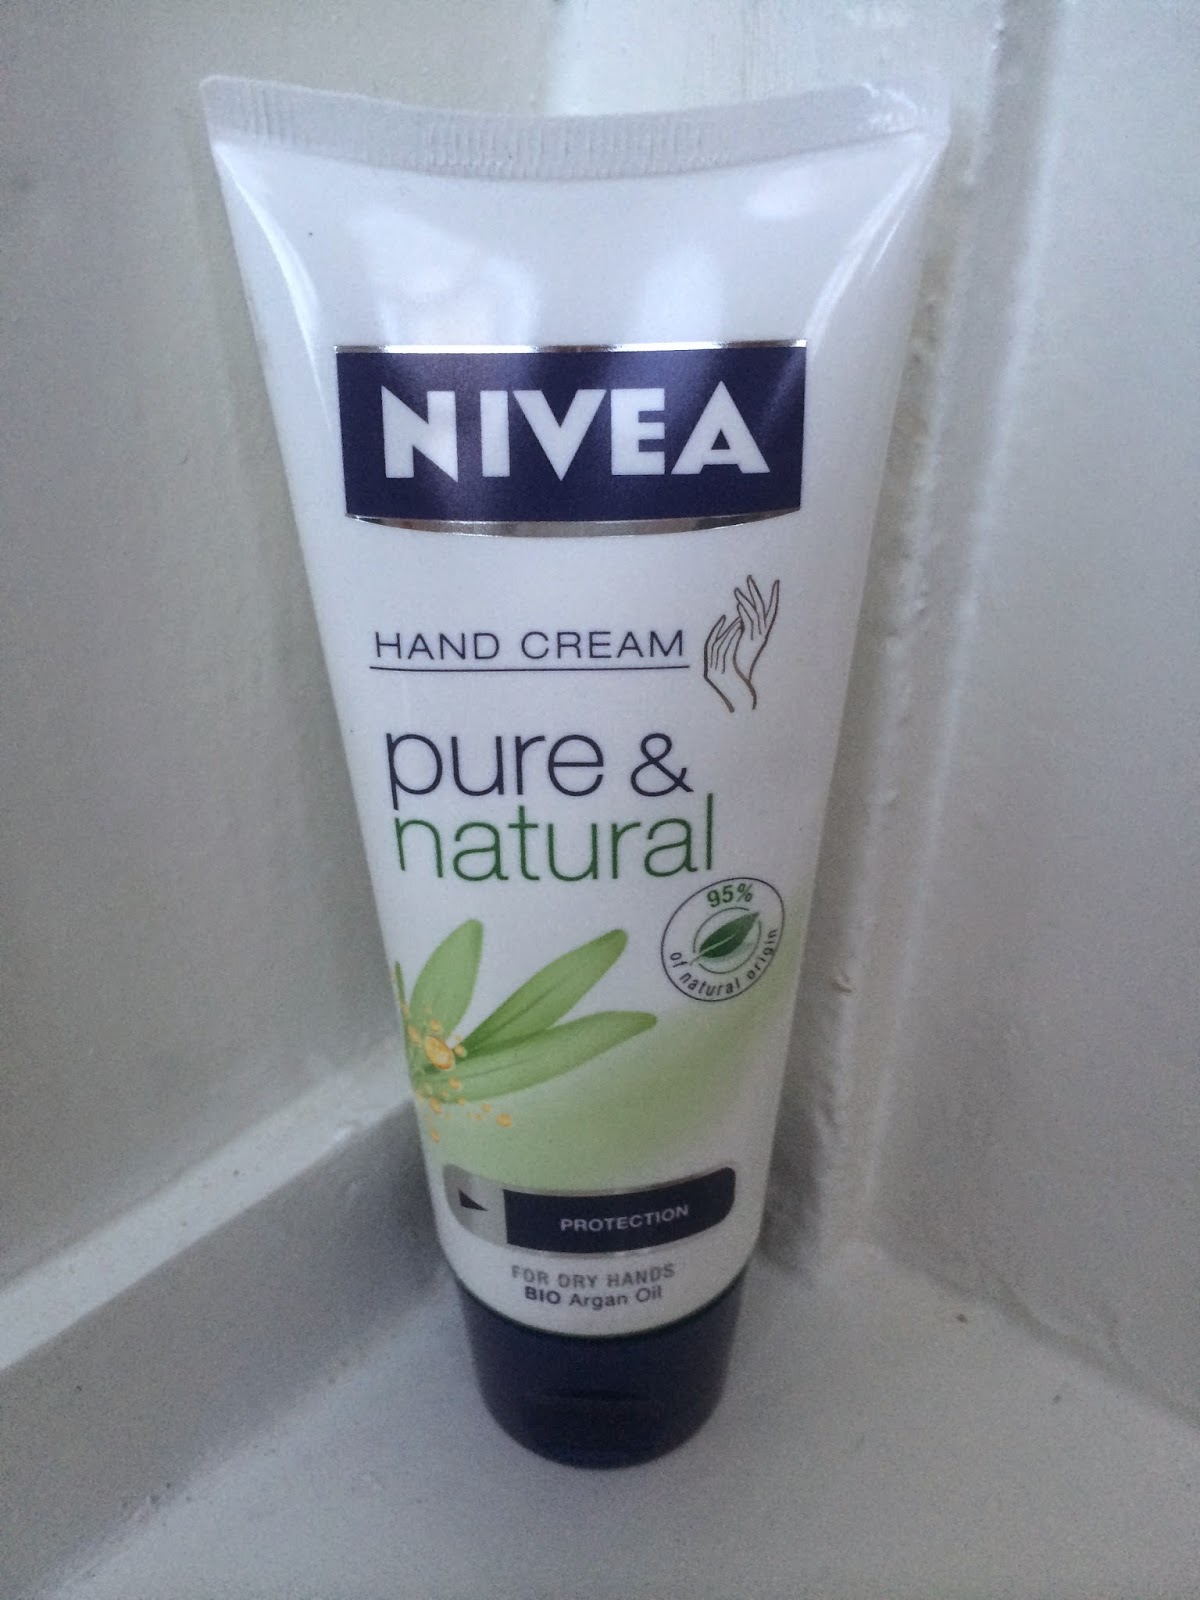 NIVEA
HAND CREAM
pure &
natural
95%
of natural origin
PROTECTION
FOR DRY HANDS
BIO Argan Oil